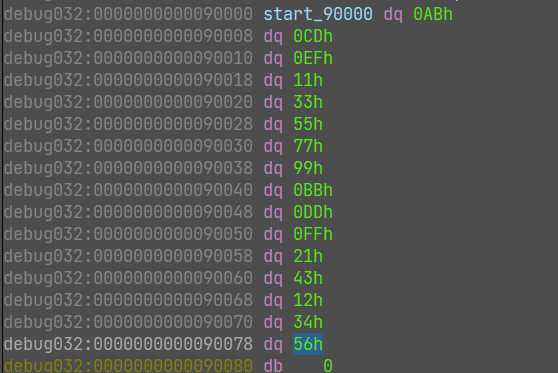 debug032:0000000000090000 start_90000 dq 0ABh
debug032:0000000000090008 dq 0CDh
debug032:0000000000090010 dq 0EFh
debug032:0000000000090018 dq 11h
debug032:0000000000090020 dq 33h
debug032:0000000000090028 dq 55h
debug032:0000000000090030 dq 77h
debug032:0000000000090038 dq 99h
debug032:0000000000090040 dq 0BBh
debug032:0000000000090048 dq 0DDh
debug032:0000000000090050 dq 0FFh
debug032:0000000000090058 dq 21h
debug032:0000000000090060 dq 43h
debug032:0000000000090068 dq 12h
debug032:0000000000090070 dq 34h
debug032:0000000000090078 dq 56h
debug032:0000000000090080 db 0